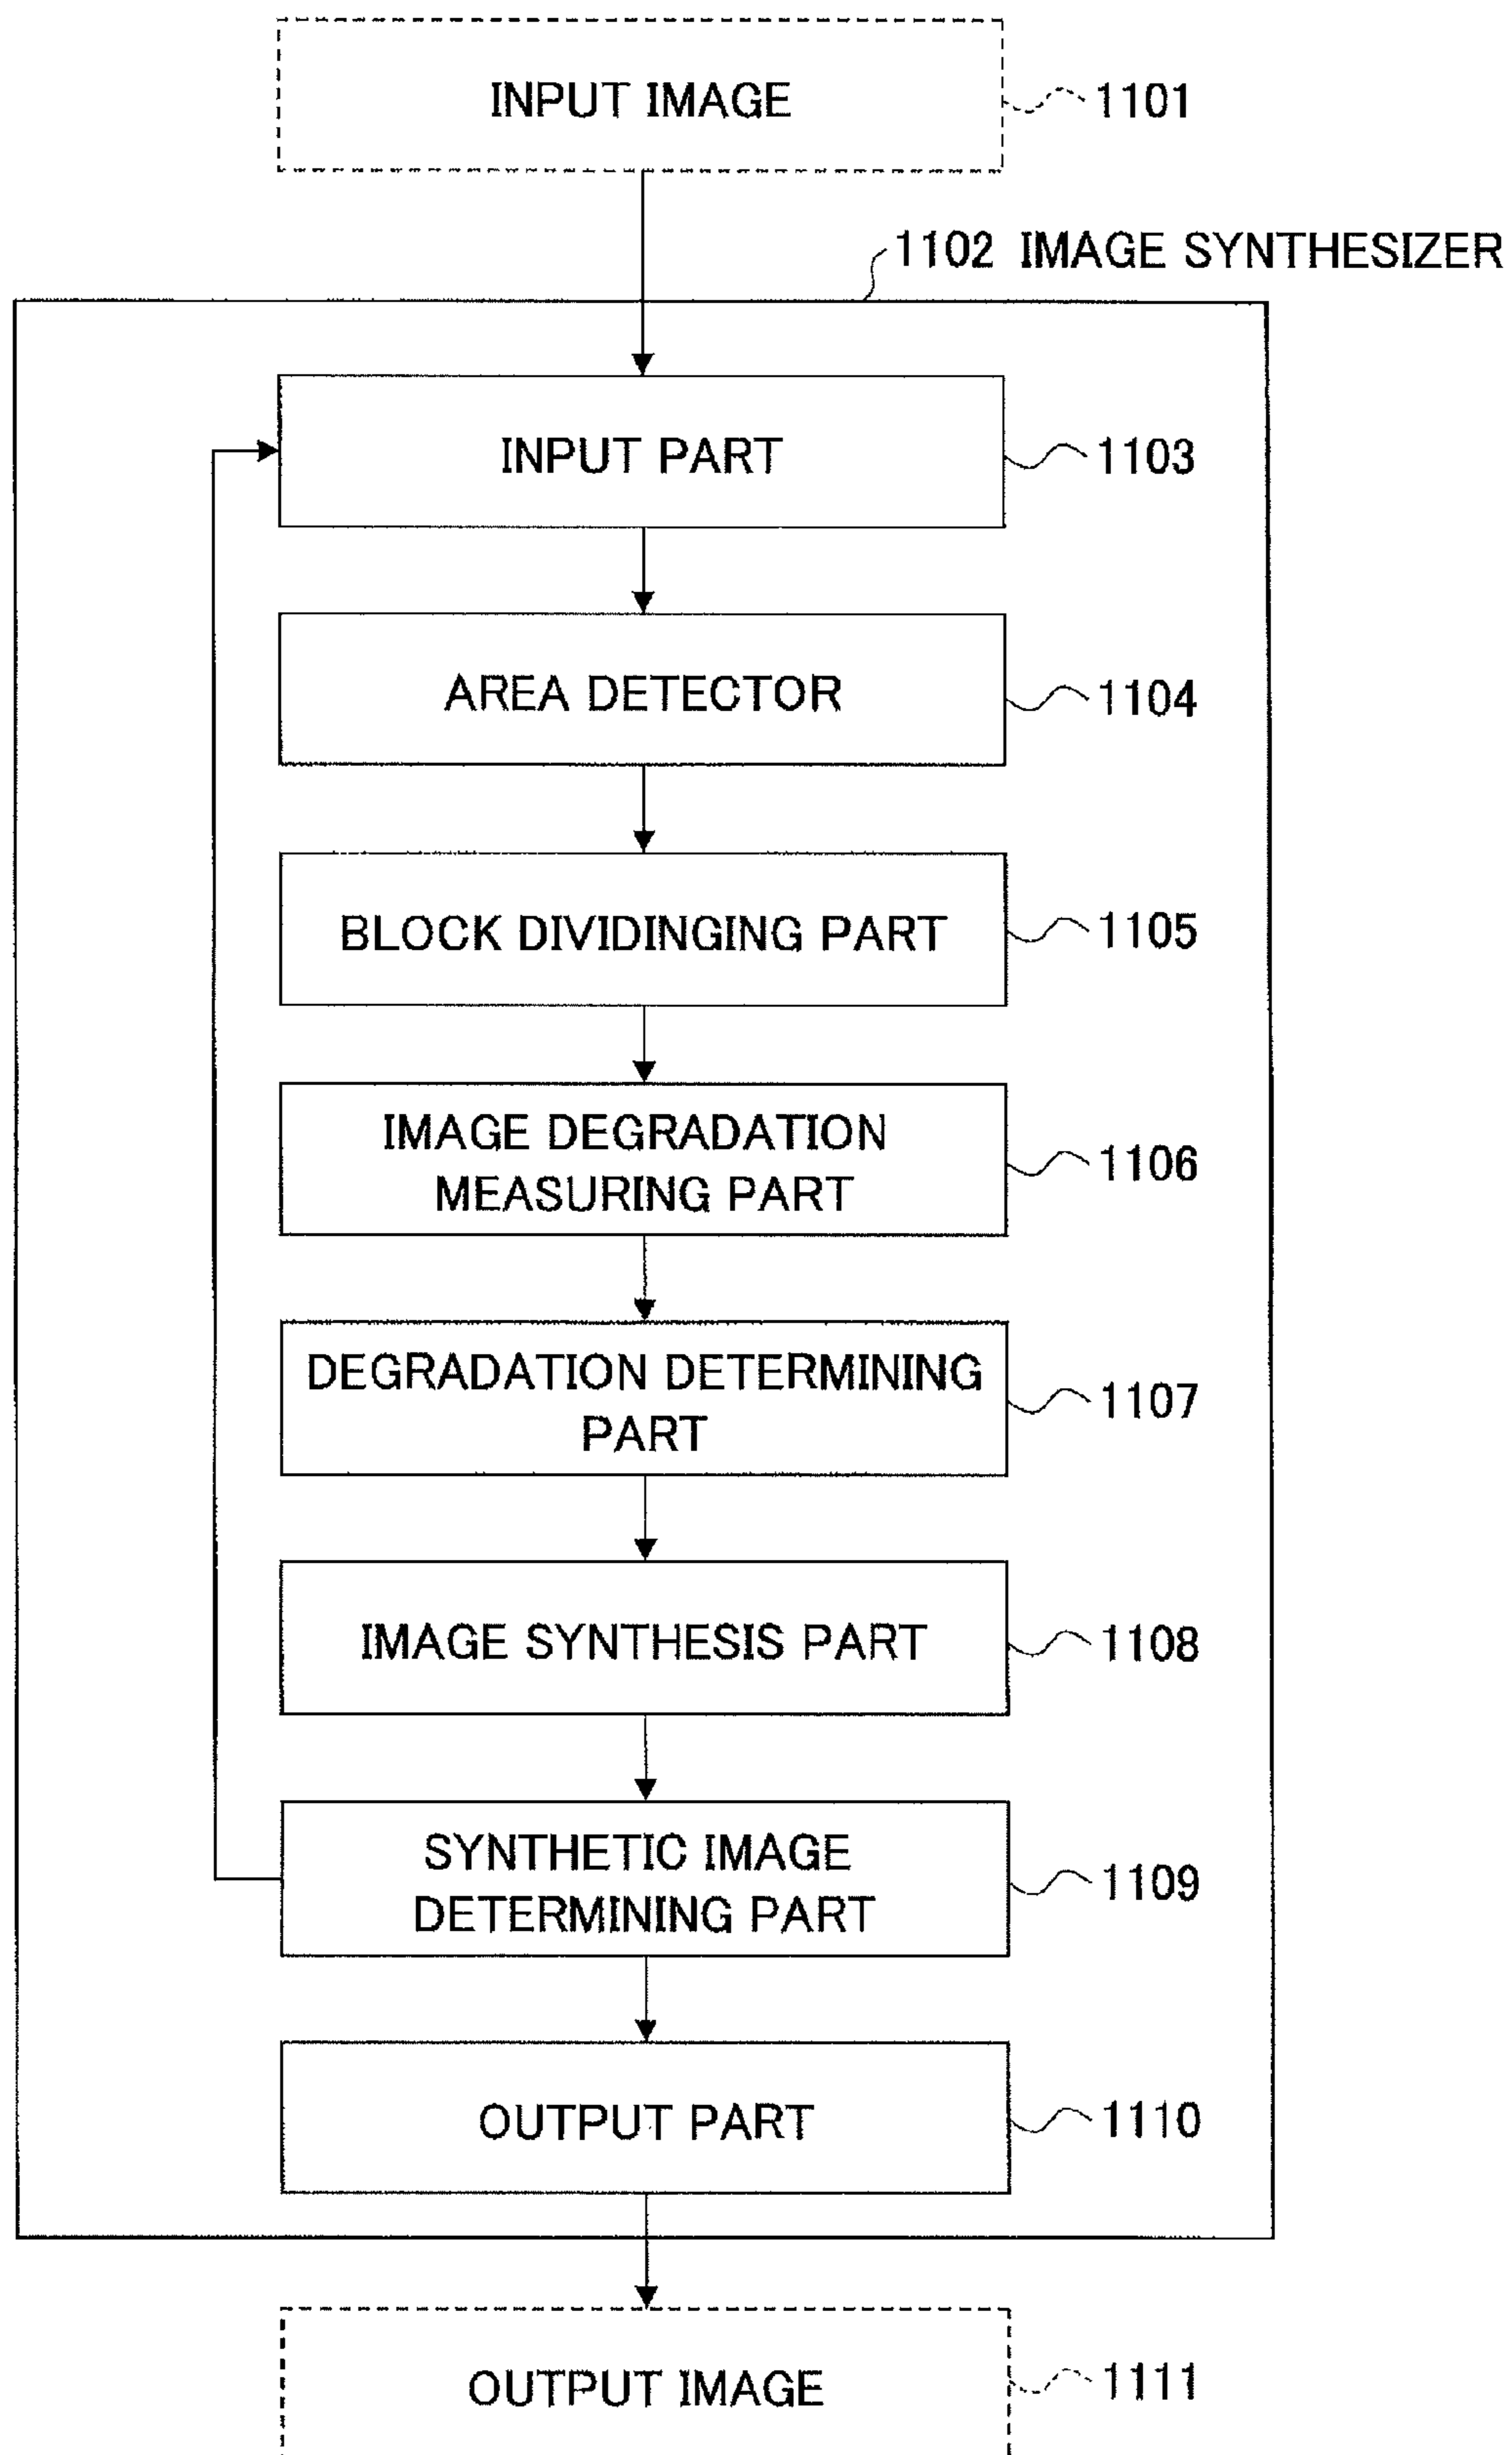 INPUT IMAGE
1101
1102 IMAGE SYNTHESIZER
INPUT PART
1103
AREA DETECTOR
1104
BLOCK DIVIDINGING PART
1105
IMAGE DEGRADATION
MEASURING PART
1106
DEGRADATION DETERMINING
PART
1107
IMAGE SYNTHESIS PART
1108
SYNTHETIC IMAGE
DETERMINING PART
1109
OUTPUT PART
1110
OUTPUT IMAGE
1111